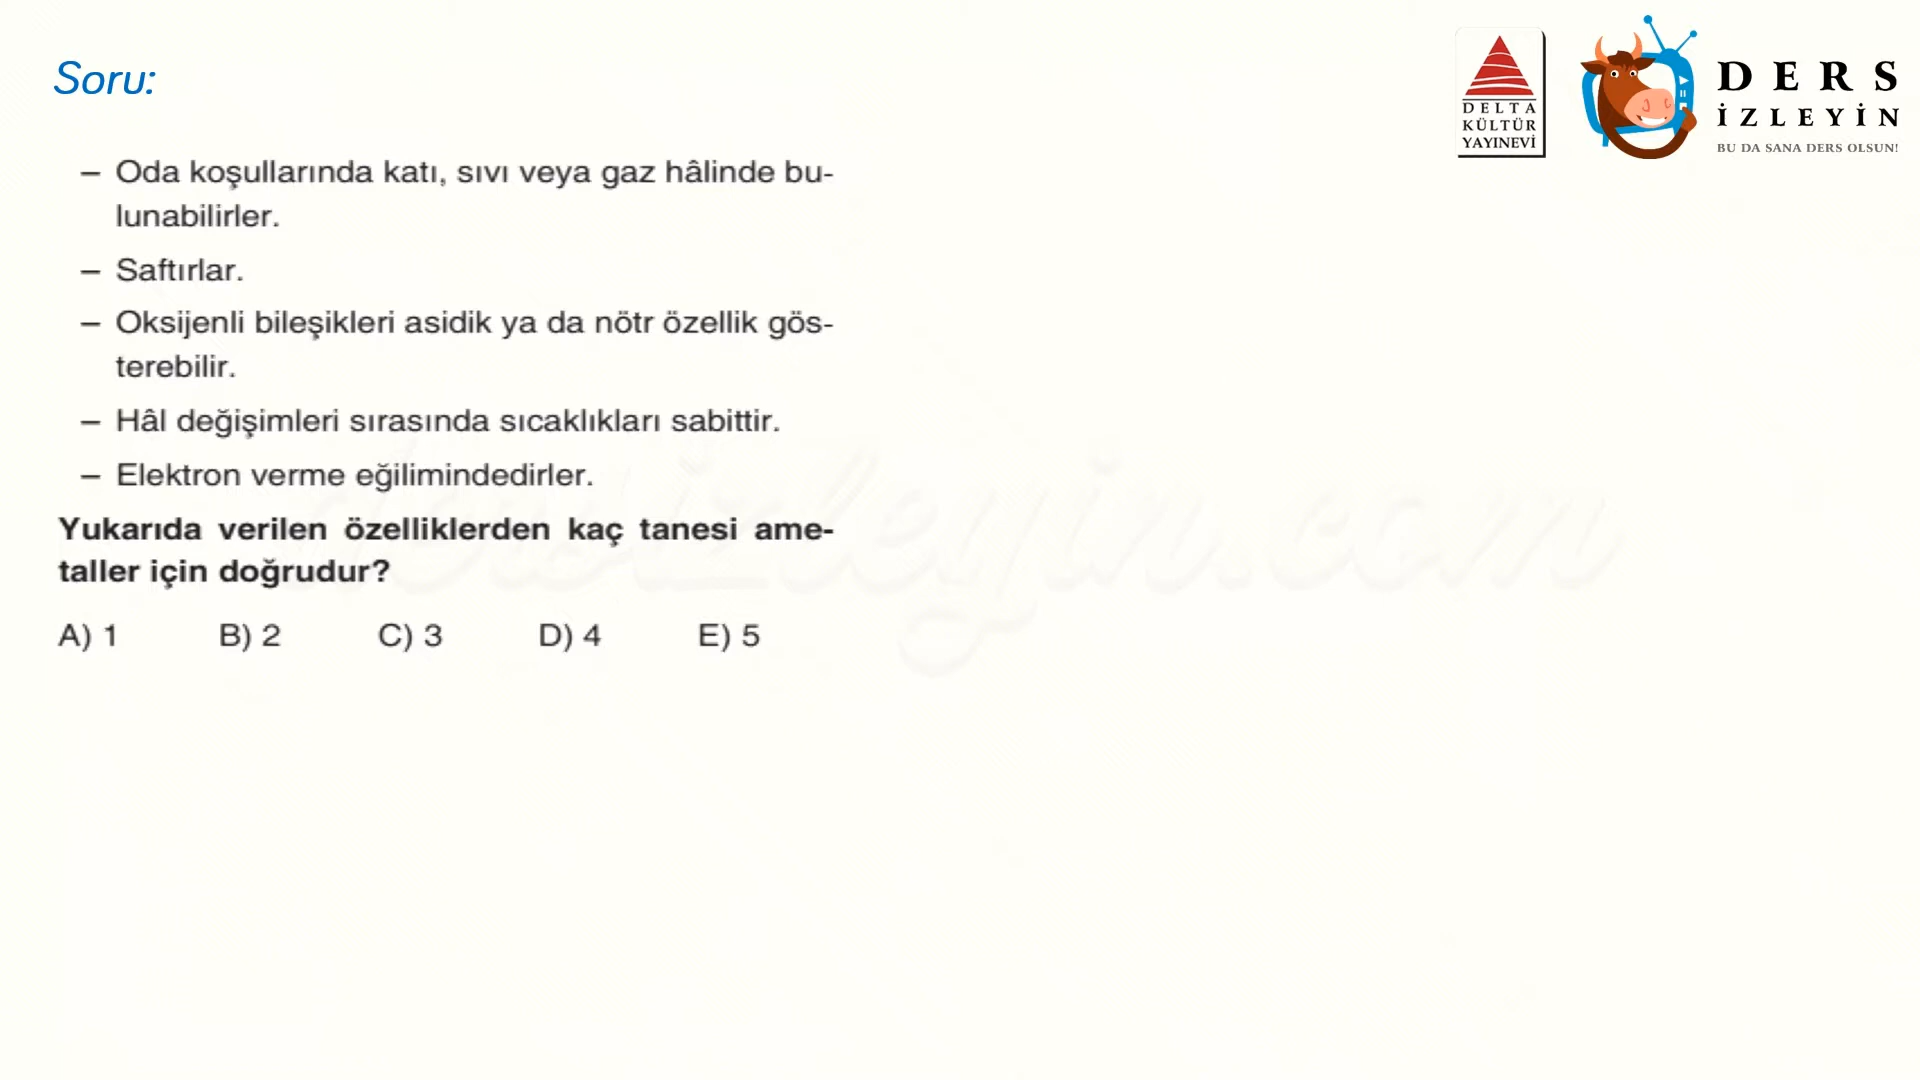 Soru:
DELTA
KÜLTÜR
YAYINEVİ
DERS
İZLEYİN
BU DA SANA DERS OLSUN!
– Oda koşullarında katı, sıvı veya gaz hâlinde bu-
lunabilirler.
– Saftırlar.
– Oksijenli bileşikleri asidik ya da nötr özellik gös-
terebilir.
– Hâl değişimleri sırasında sıcaklıkları sabittir.
– Elektron verme eğilimindedirler.
Yukarıda verilen özelliklerden kaç tanesi ame-
taller için doğrudur?
A) 1 B) 2 C) 3 D) 4 E) 5
dersizleyin.com